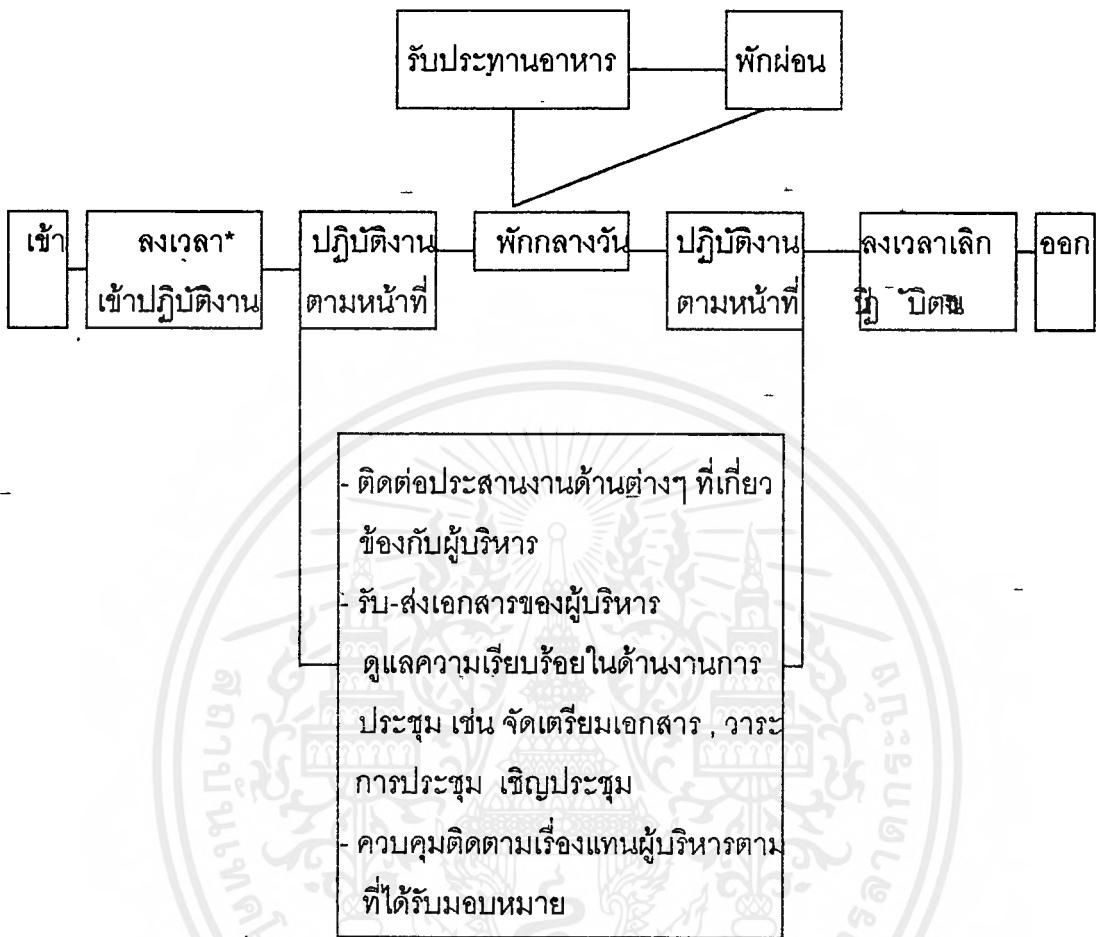 รับประทานอาหาร พักผ่อน
เข้า ลงเวลา* ปฏิบัติงาน พักกลางวัน ปฏิบัติงาน ลงเวลาเลิก ออก
เข้าปฏิบัติงาน ตามหน้าที่ ตามหน้าที่
- ติดต่อประสานงานด้านต่างๆ ที่เกี่ยว
ข้องกับผู้บริหาร
- รับ-ส่งเอกสารของผู้บริหาร
ดูแลความเรียบร้อยในด้านงานการ
ประชุม เช่น จัดเตรียมเอกสาร , วาระ
การประชุม เชิญประชุม
- ควบคุมติดตามเรื่องแทนผู้บริหารตาม
ที่ได้รับมอบหมาย